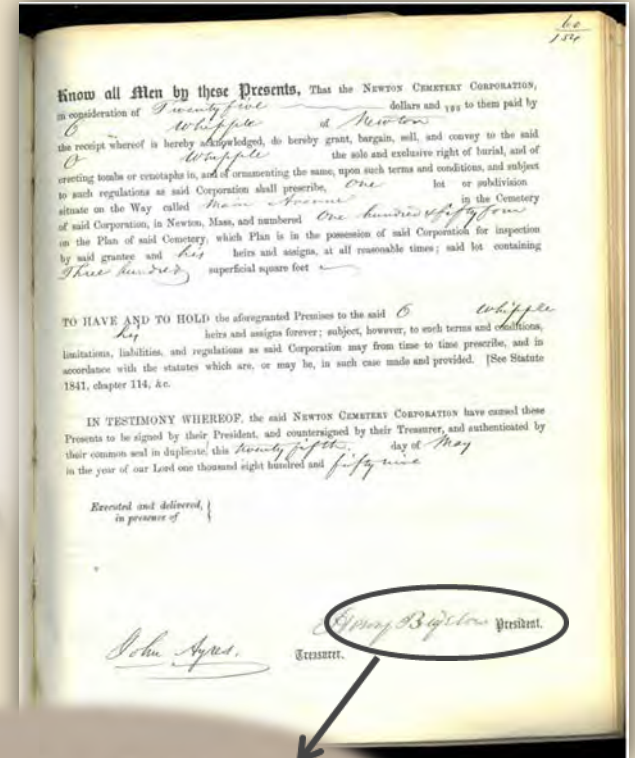 60
154
Know all Men by these Presents, That the NEWTON CEMETERY CORPORATION,
in consideration of Twenty five dollars and 100 to them paid by
O Whipple of Newton
the receipt whereof is hereby acknowledged, do hereby grant, bargain, sell, and convey to the said
O Whipple the sole and exclusive right of burial, and of
erecting tombs or cenotaphs in, and of ornamenting the same, upon such terms and conditions, and subject
to such regulations as said Corporation shall prescribe, One lot or subdivision
situate on the Way called Main Avenue in the Cemetery
of said Corporation, in Newton, Mass, and numbered One hundred & fifty four
on the Plan of said Cemetery, which Plan is in the possession of said Corporation for inspection
by said grantee and his heirs and assigns, at all reasonable times; said lot containing
Three hundred superficial square feet
TO HAVE AND TO HOLD the aforegranted Premises to the said O Whipple
his heirs and assigns forever; subject, however, to such terms and conditions,
limitations, liabilities, and regulations as said Corporation may from time to time prescribe, and in
accordance with the statutes which are, or may be, in such case made and provided. [See Statute
1841, chapter 114, &c.
IN TESTIMONY WHEREOF, the said NEWTON CEMETERY CORPORATION have caused these
Presents to be signed by their President, and countersigned by their Treasurer, and authenticated by
their common seal in duplicate, this twenty fifth day of May
in the year of our Lord one thousand eight hundred and fifty nine
Executed and delivered,
in presence of
Henry Bigelow President.
John Ayres. Treasurer.